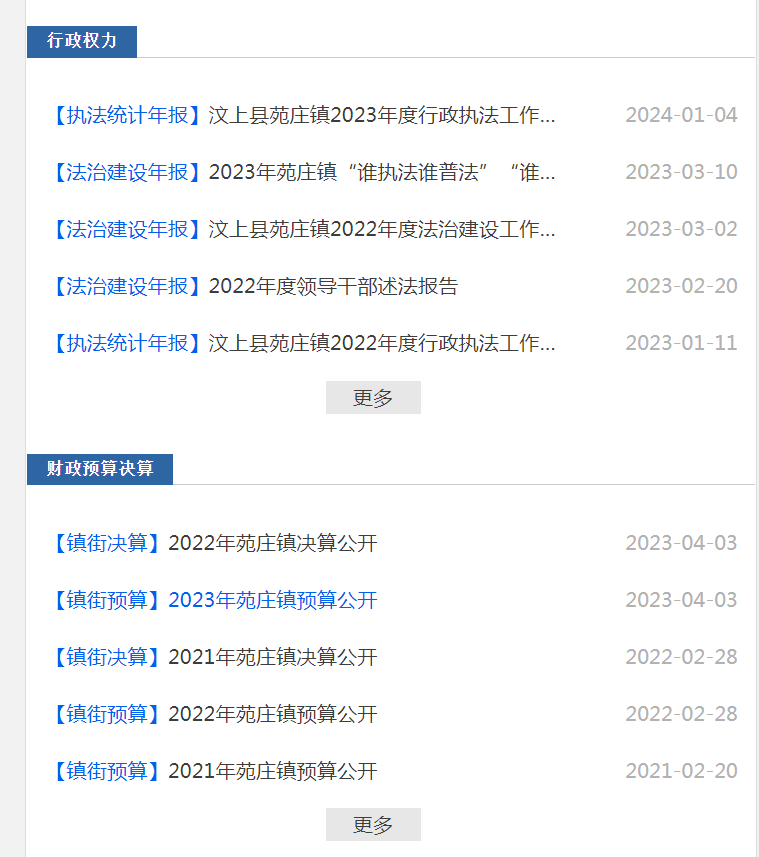 行政权力
【执法统计年报】汶上县苑庄镇2023年度行政执法工作... 2024-01-04
【法治建设年报】2023年苑庄镇“谁执法谁普法”“谁... 2023-03-10
【法治建设年报】汶上县苑庄镇2022年度法治建设工作... 2023-03-02
【法治建设年报】2022年度领导干部述法报告 2023-02-20
【执法统计年报】汶上县苑庄镇2022年度行政执法工作... 2023-01-11
更多
财政预算决算
【镇街决算】2022年苑庄镇决算公开 2023-04-03
【镇街预算】2023年苑庄镇预算公开 2023-04-03
【镇街决算】2021年苑庄镇决算公开 2022-02-28
【镇街预算】2022年苑庄镇预算公开 2022-02-28
【镇街预算】2021年苑庄镇预算公开 2021-02-20
更多